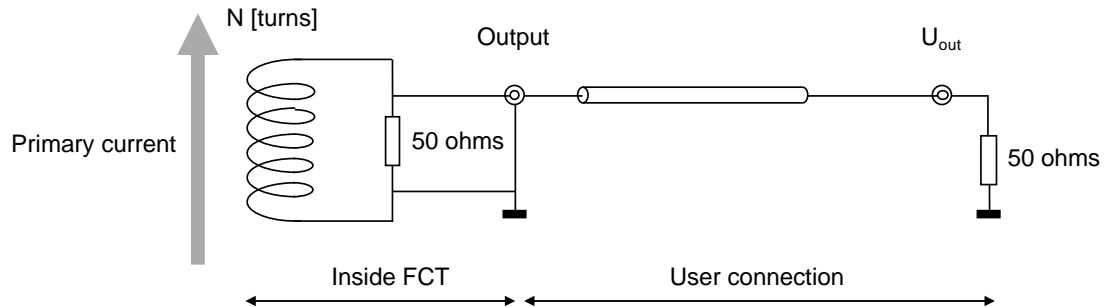 N [turns]
Output
Uout
Primary current
50 ohms
50 ohms
Inside FCT
User connection